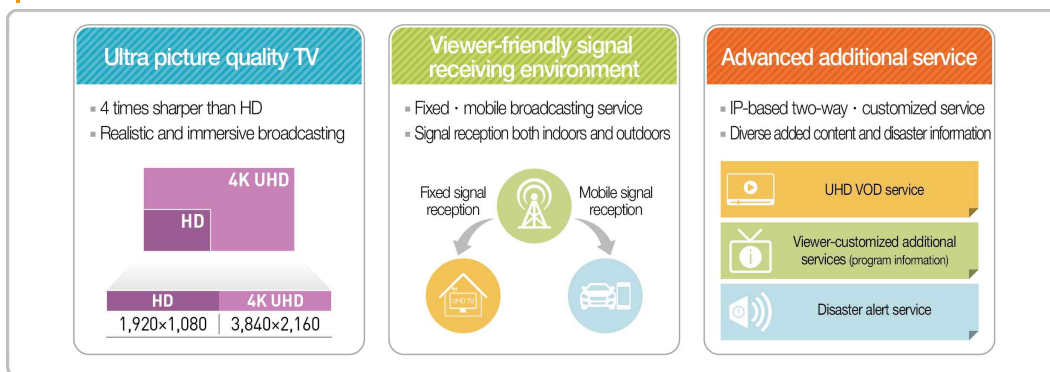 Ultra picture quality TV
▪ 4 times sharper than HD
▪ Realistic and immersive broadcasting
4K UHD
HD
HD 4K UHD
1,920×1,080 3,840×2,160
Viewer-friendly signal
receiving environment
▪ Fixed · mobile broadcasting service
▪ Signal reception both indoors and outdoors
Fixed signal
reception
Mobile signal
reception
UHD TV
Advanced additional service
▪ IP-based two-way · customized service
▪ Diverse added content and disaster information
UHD VOD service
Viewer-customized additional
services (program information)
Disaster alert service